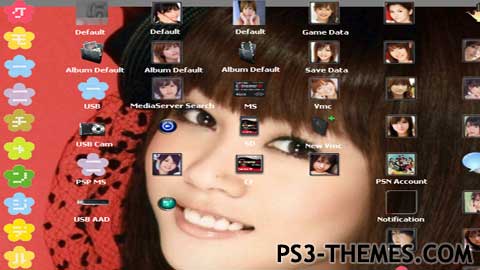 Default
Default
Default
Game Data
Album Default
Album Default
Album Default
Save Data
USB
MediaServer Search
MS
Vmc
USB Cam
SD
New Vmc
PSP MS
CF
PSN Account
USB AAD
Notification
PS3-THEMES.COM